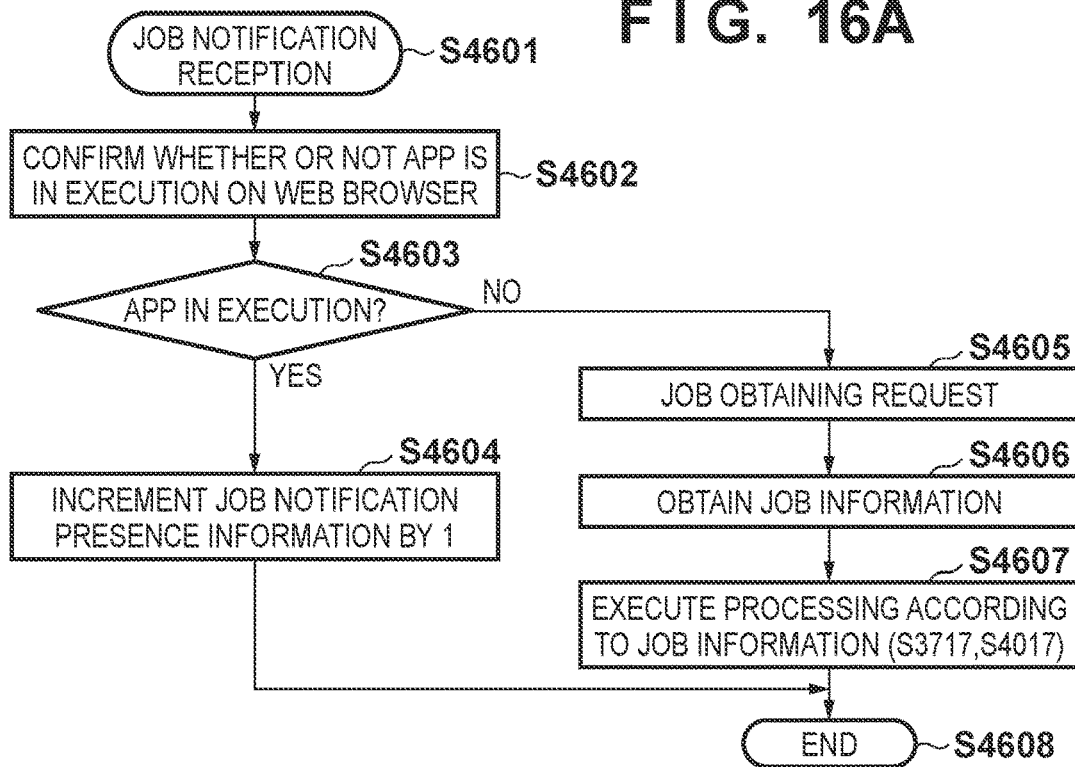 FIG. 16A
JOB NOTIFICATION
RECEPTION
S4601
CONFIRM WHETHER OR NOT APP IS
IN EXECUTION ON WEB BROWSER
S4602
S4603
APP IN EXECUTION?
NO
YES
S4605
JOB OBTAINING REQUEST
S4604
INCREMENT JOB NOTIFICATION
PRESENCE INFORMATION BY 1
S4606
OBTAIN JOB INFORMATION
S4607
EXECUTE PROCESSING ACCORDING
TO JOB INFORMATION (S3717,S4017)
END
S4608